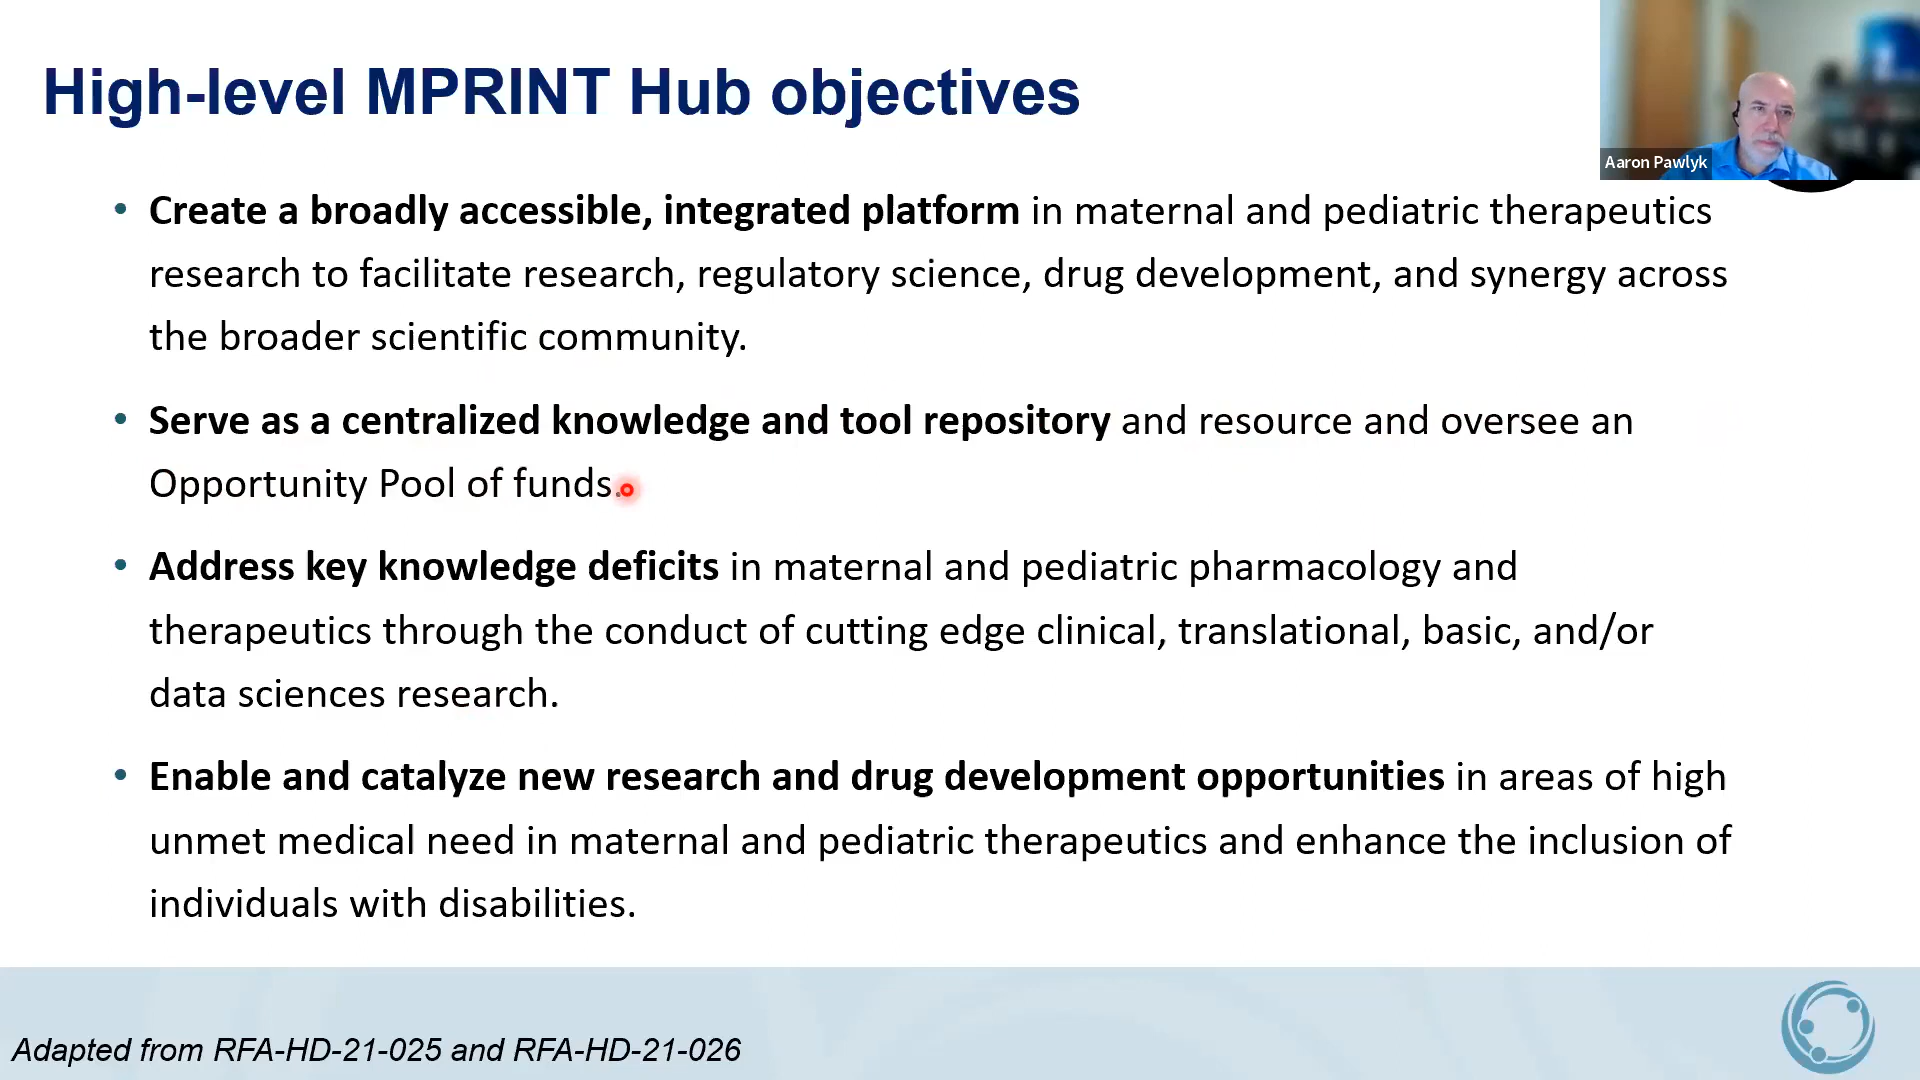 High-level MPRINT Hub objectives
Aaron Pawlyk
• Create a broadly accessible, integrated platform in maternal and pediatric therapeutics
research to facilitate research, regulatory science, drug development, and synergy across
the broader scientific community.
• Serve as a centralized knowledge and tool repository and resource and oversee an
Opportunity Pool of funds.
• Address key knowledge deficits in maternal and pediatric pharmacology and
therapeutics through the conduct of cutting edge clinical, translational, basic, and/or
data sciences research.
• Enable and catalyze new research and drug development opportunities in areas of high
unmet medical need in maternal and pediatric therapeutics and enhance the inclusion of
individuals with disabilities.
Adapted from RFA-HD-21-025 and RFA-HD-21-026